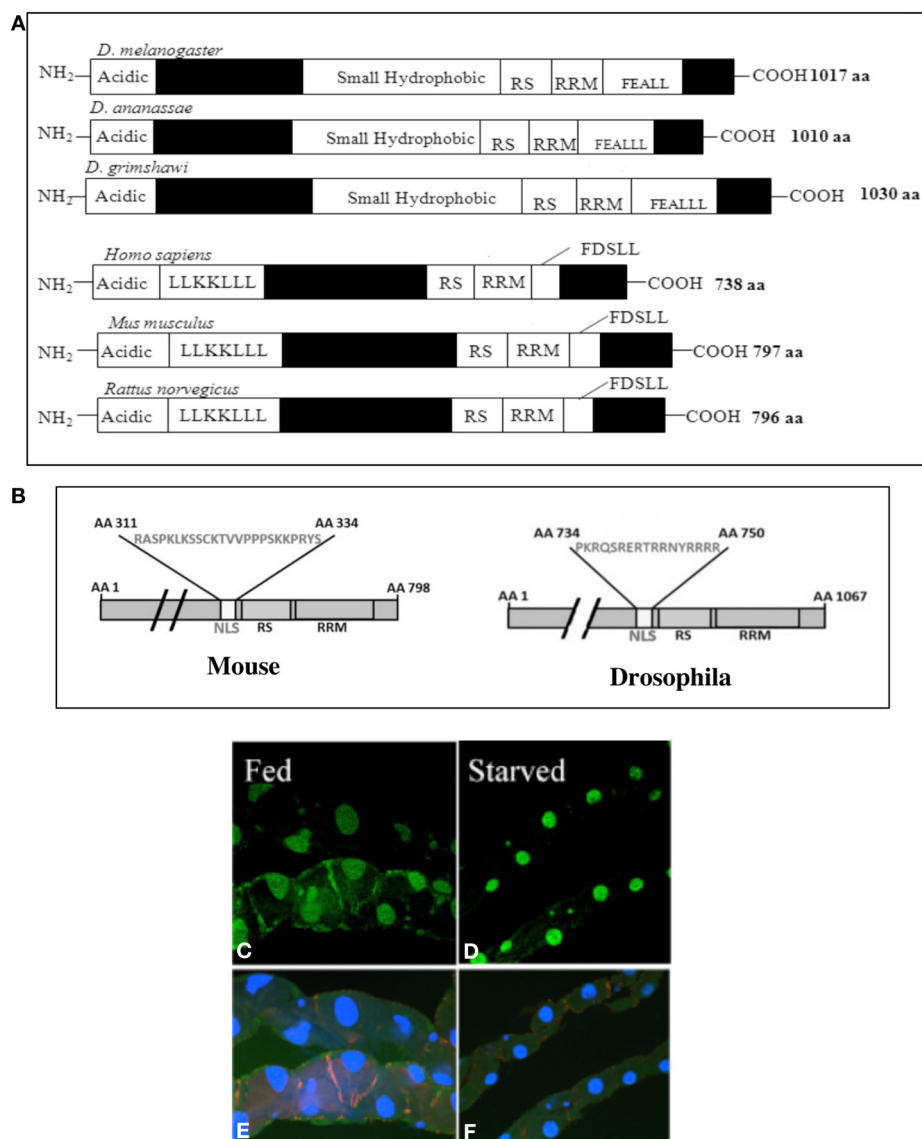 A
D. melanogaster
NH2 Acidic Small Hydrophobic RS RRM FEALL COOH 1017 aa
D. ananassae
NH2 Acidic Small Hydrophobic RS RRM FEALLL COOH 1010 aa
D. grimshawi
NH2 Acidic Small Hydrophobic RS RRM FEALLL COOH 1030 aa
Homo sapiens FDSLL
NH2 Acidic LLKKLLL RS RRM COOH 738 aa
Mus musculus FDSLL
NH2 Acidic LLKKLLL RS RRM COOH 797 aa
Rattus norvegicus FDSLL
NH2 Acidic LLKKLLL RS RRM COOH 796 aa
B
AA 311 AA 334
RASPKLKSSCKTVVPPPSKKPRYS
AA 1 AA 798
NLS RS RRM
Mouse
AA 734 AA 750
PKRQSRERTRRNYRRRR
AA 1 AA 1067
NLS RS RRM
Drosophila
Fed Starved
C D
E F